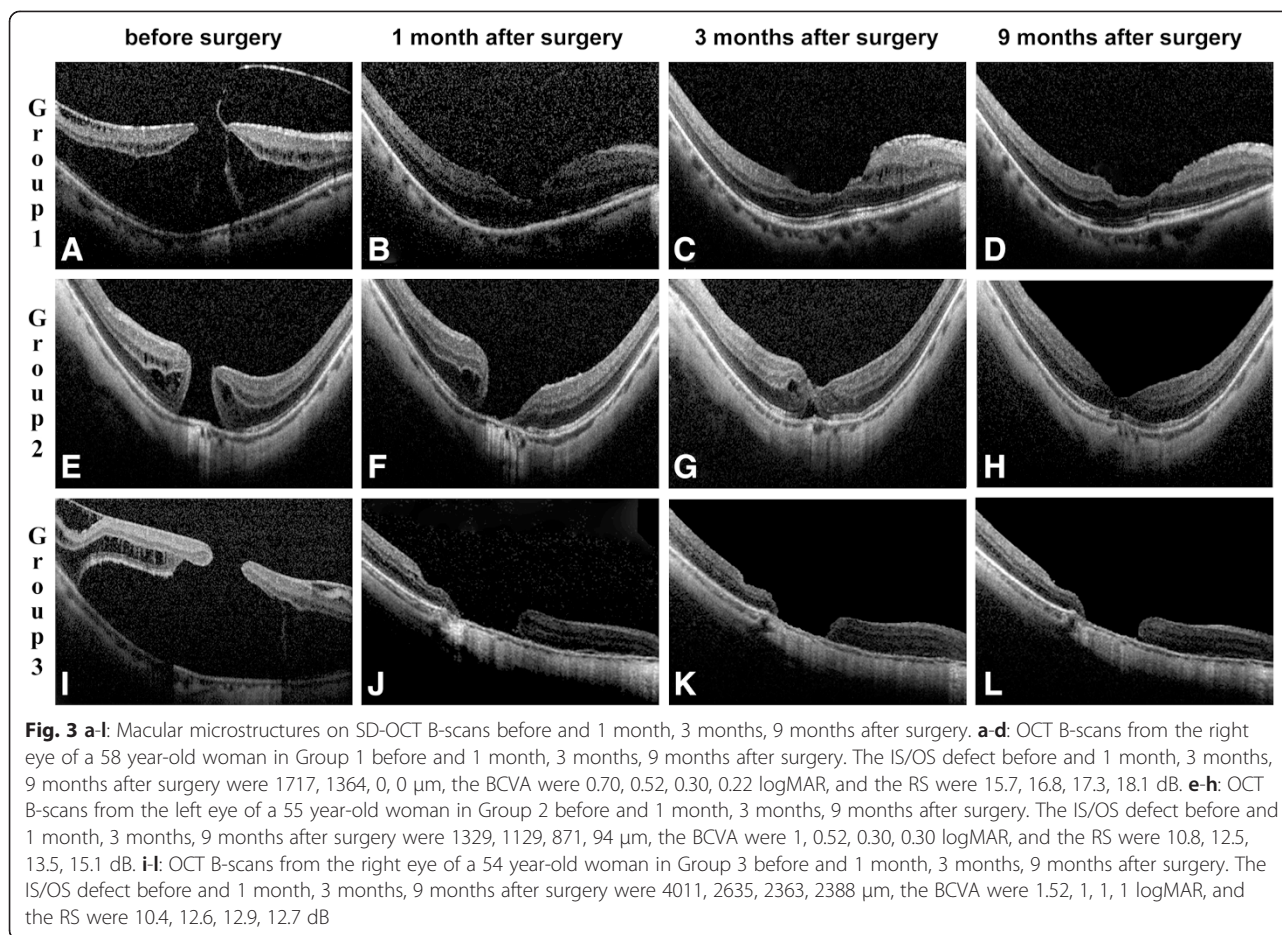 before surgery 1 month after surgery 3 months after surgery 9 months after surgery
Group1
A B C D
Group2
E F G H
Group3
I J K L
Fig. 3 a-l: Macular microstructures on SD-OCT B-scans before and 1 month, 3 months, 9 months after surgery. a-d: OCT B-scans from the right
eye of a 58 year-old woman in Group 1 before and 1 month, 3 months, 9 months after surgery. The IS/OS defect before and 1 month, 3 months,
9 months after surgery were 1717, 1364, 0, 0 μm, the BCVA were 0.70, 0.52, 0.30, 0.22 logMAR, and the RS were 15.7, 16.8, 17.3, 18.1 dB. e-h: OCT
B-scans from the left eye of a 55 year-old woman in Group 2 before and 1 month, 3 months, 9 months after surgery. The IS/OS defect before and
1 month, 3 months, 9 months after surgery were 1329, 1129, 871, 94 μm, the BCVA were 1, 0.52, 0.30, 0.30 logMAR, and the RS were 10.8, 12.5,
13.5, 15.1 dB. i-l: OCT B-scans from the right eye of a 54 year-old woman in Group 3 before and 1 month, 3 months, 9 months after surgery. The
IS/OS defect before and 1 month, 3 months, 9 months after surgery were 4011, 2635, 2363, 2388 μm, the BCVA were 1.52, 1, 1, 1 logMAR, and
the RS were 10.4, 12.6, 12.9, 12.7 dB